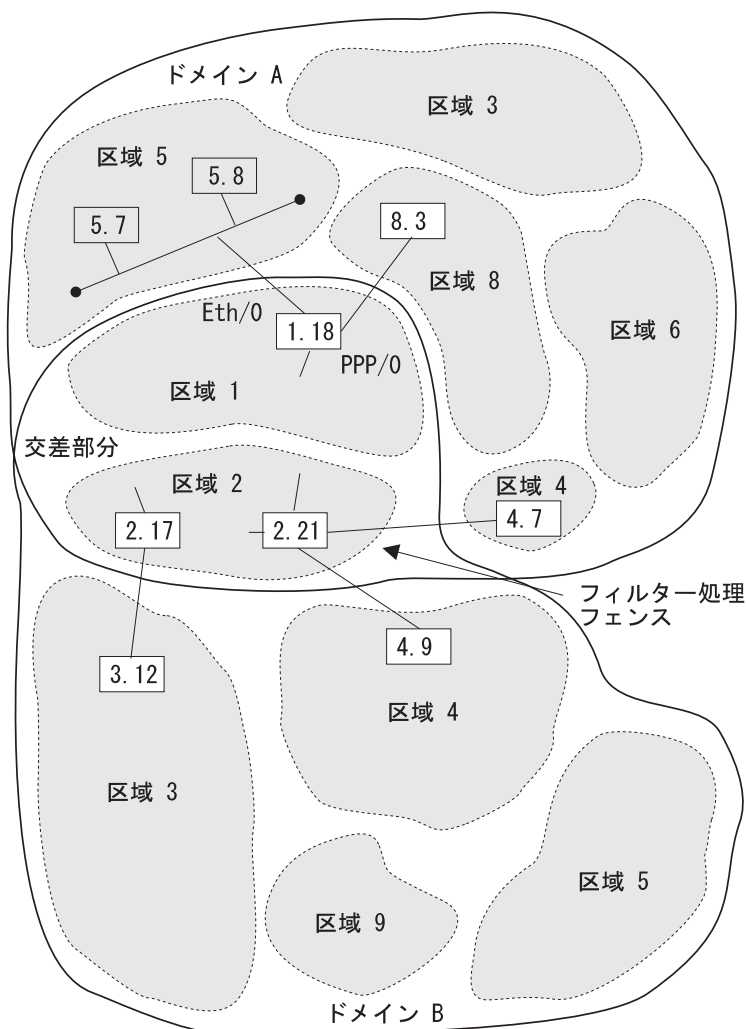 ドメイン A
区域 3
区域 5
5.8
5.7
8.3
区域 8
Eth/0
1.18
区域 6
PPP/0
区域 1
交差部分
区域 2
区域 4
2.17
2.21
4.7
フィルター処理
フェンス
4.9
3.12
区域 4
区域 3
区域 5
区域 9
ドメイン B